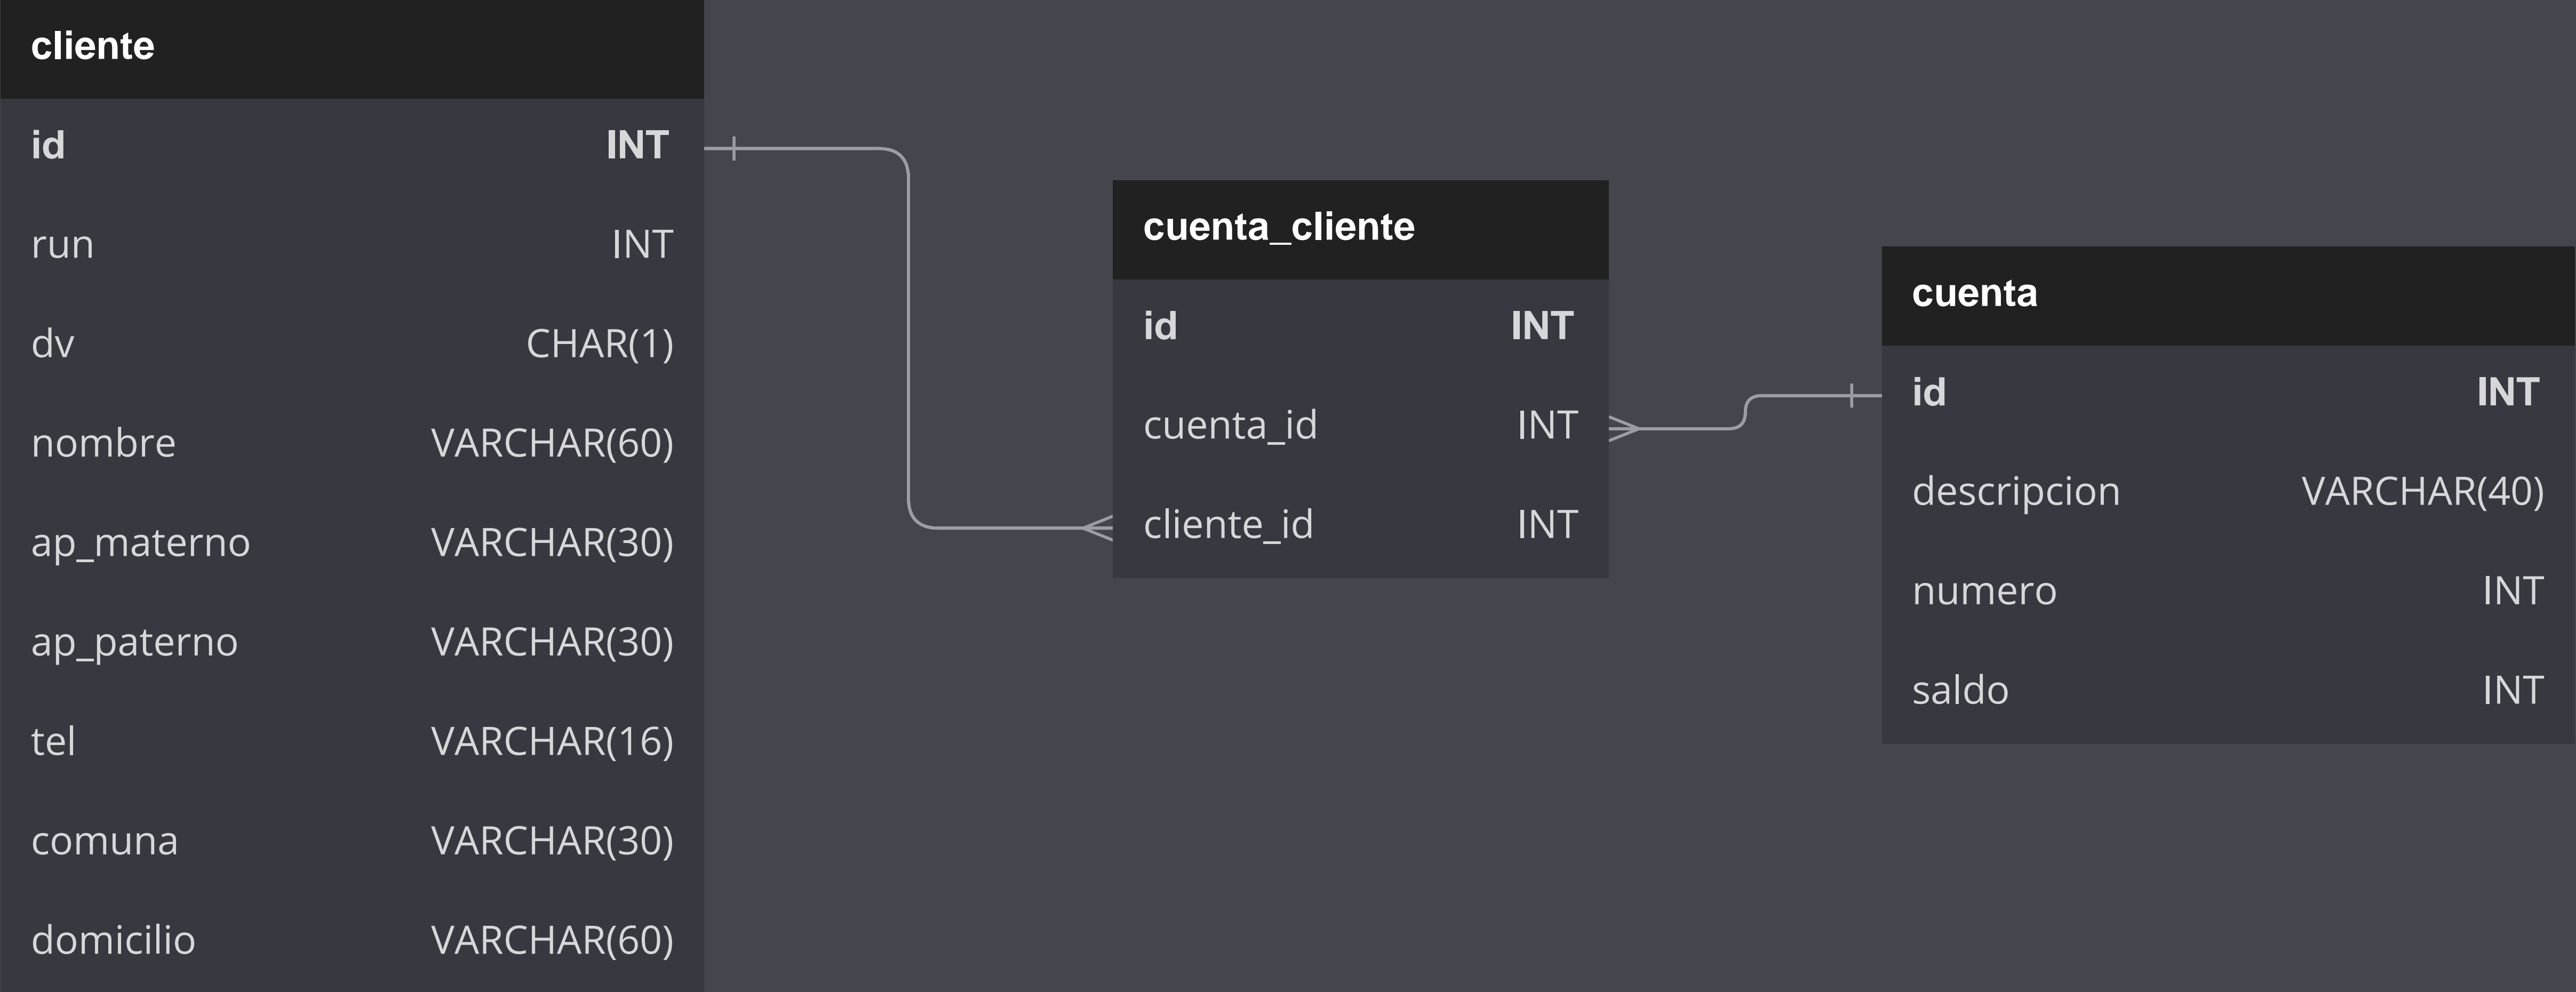 cliente
id INT
run INT
dv CHAR(1)
nombre VARCHAR(60)
ap_materno VARCHAR(30)
ap_paterno VARCHAR(30)
tel VARCHAR(16)
comuna VARCHAR(30)
domicilio VARCHAR(60)
cuenta_cliente
id INT
cuenta_id INT
cliente_id INT
cuenta
id INT
descripcion VARCHAR(40)
numero INT
saldo INT